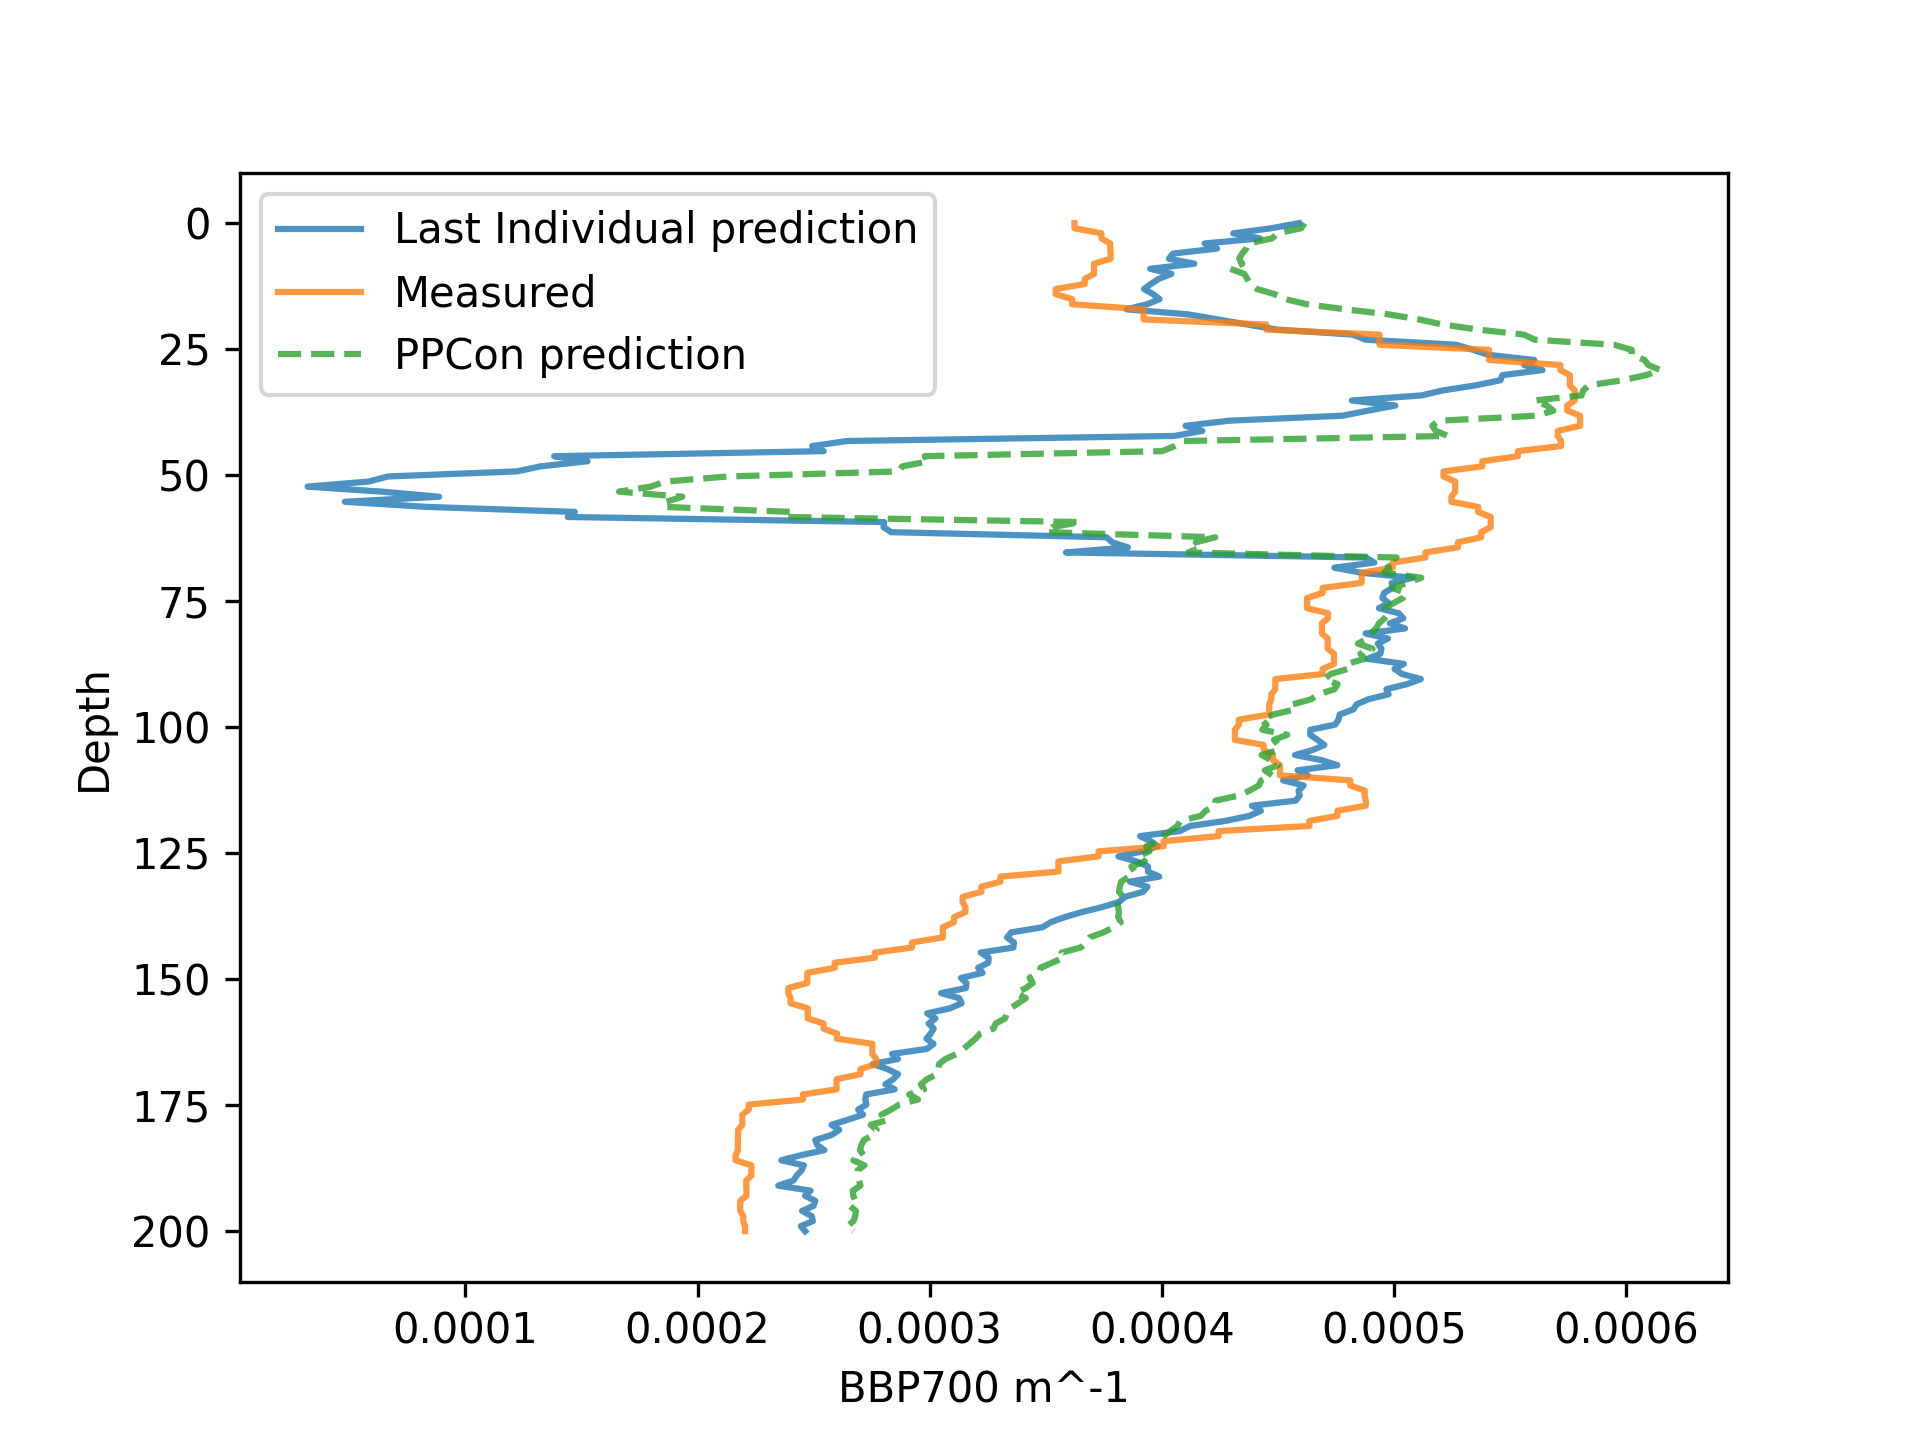 Last Individual prediction
Measured
PPCon prediction
0
25
50
75
100
125
150
175
200
Depth
0.0001 0.0002 0.0003 0.0004 0.0005 0.0006
BBP700 m^-1